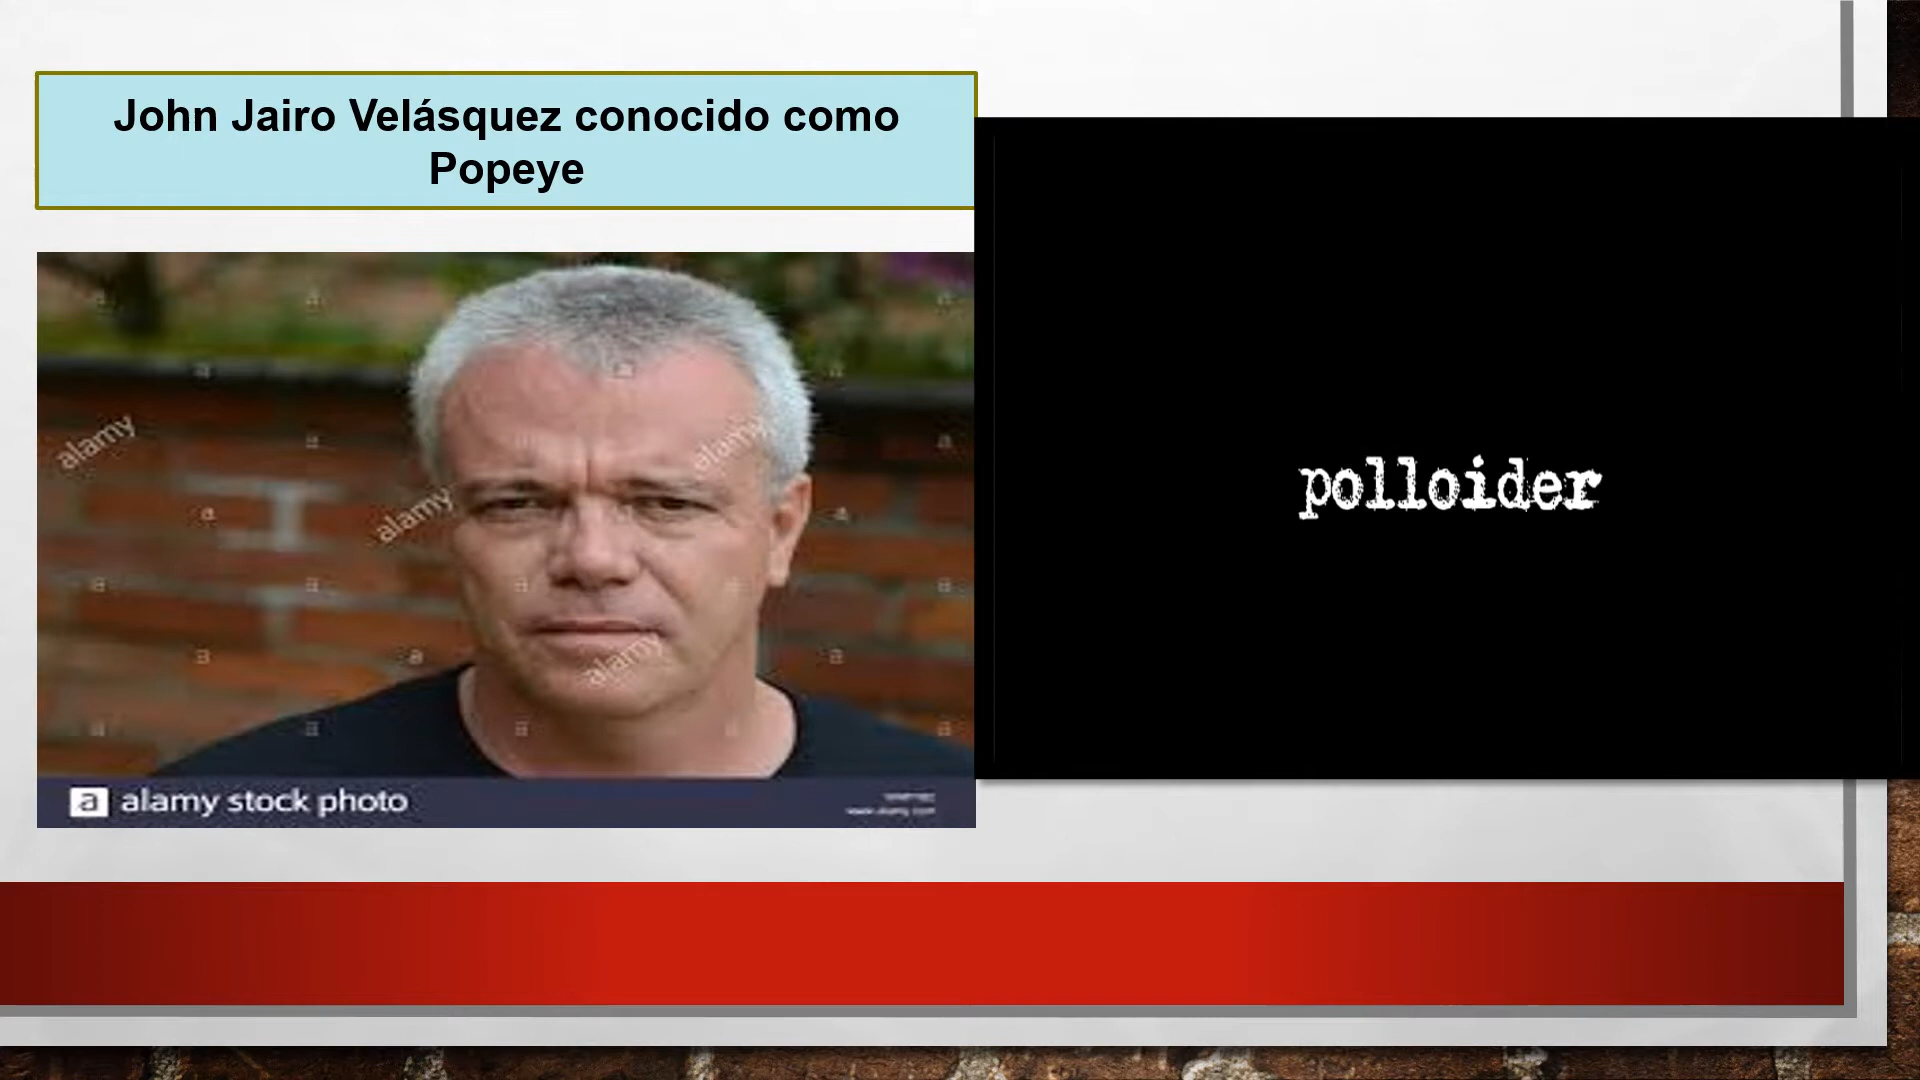 John Jairo Velásquez conocido como
Popeye
polloider
alamy
alamy
alamy
alamy
a alamy stock photo